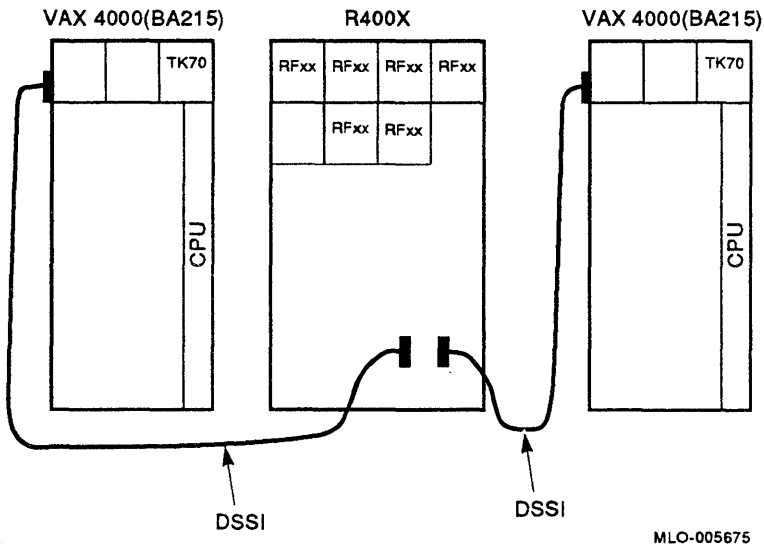 VAX 4000(BA215)
R400X
VAX 4000(BA215)
TK70
RFxx
RFxx
RFxx
RFxx
TK70
RFxx
RFxx
CPU
CPU
DSSI
DSSI
MLO-005675